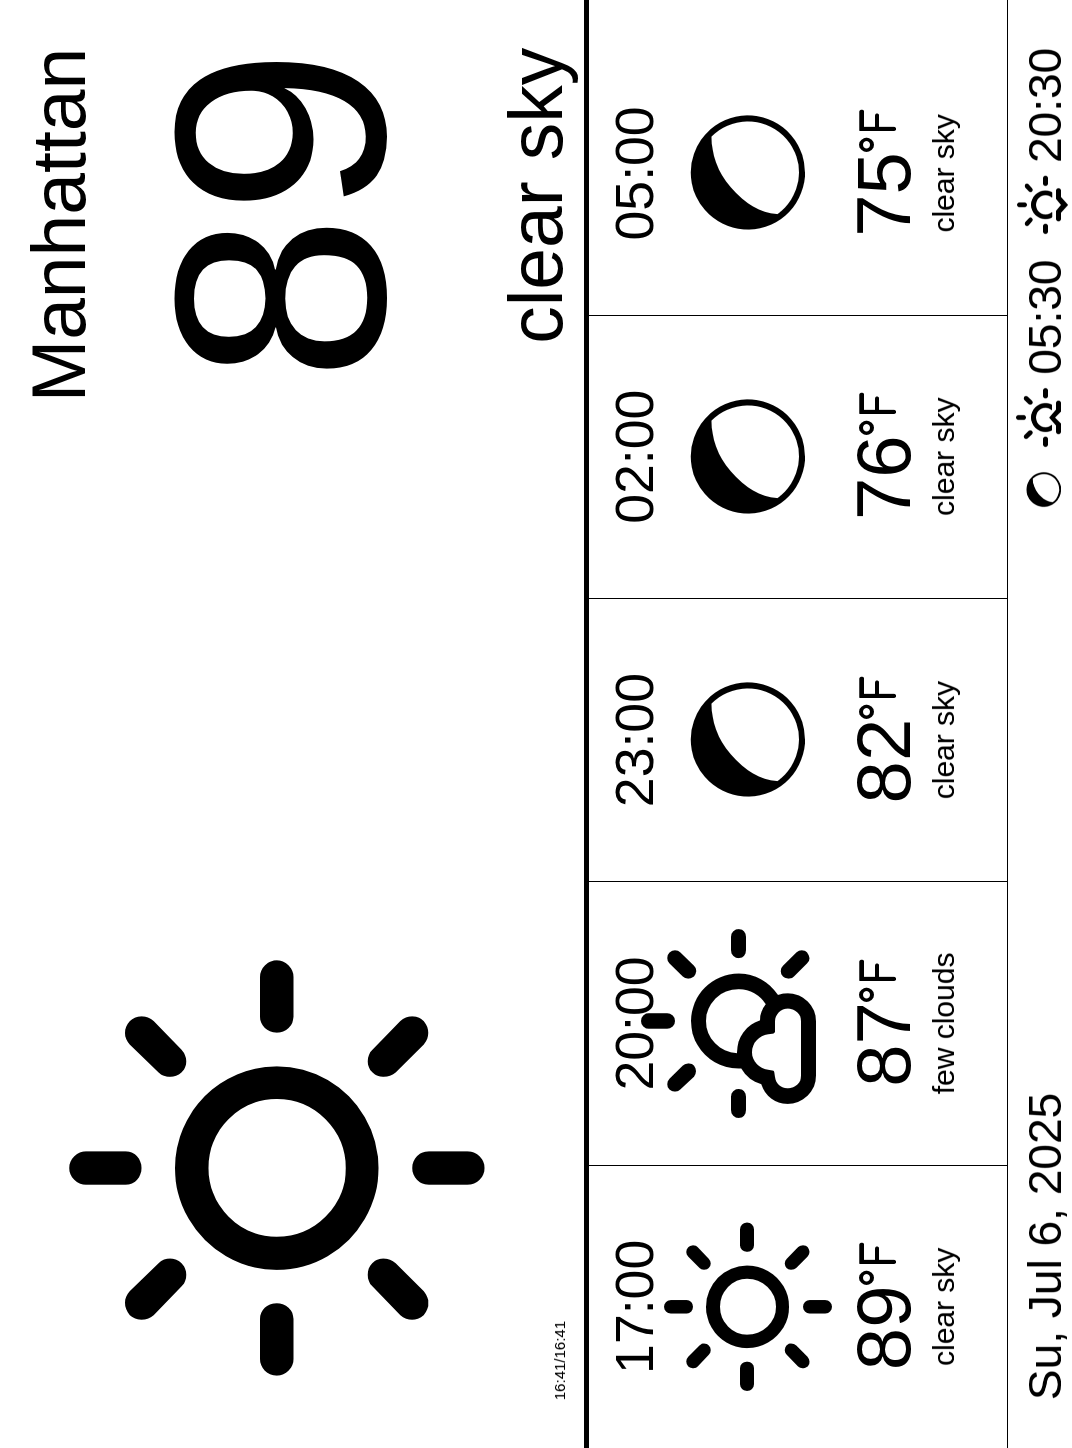 Manhattan
89
clear sky
16:41/16:41
17:00
89°F
clear sky
20:00
87°F
few clouds
23:00
82°F
clear sky
02:00
76°F
clear sky
05:00
75°F
clear sky
Su, Jul 6, 2025
05:30
20:30